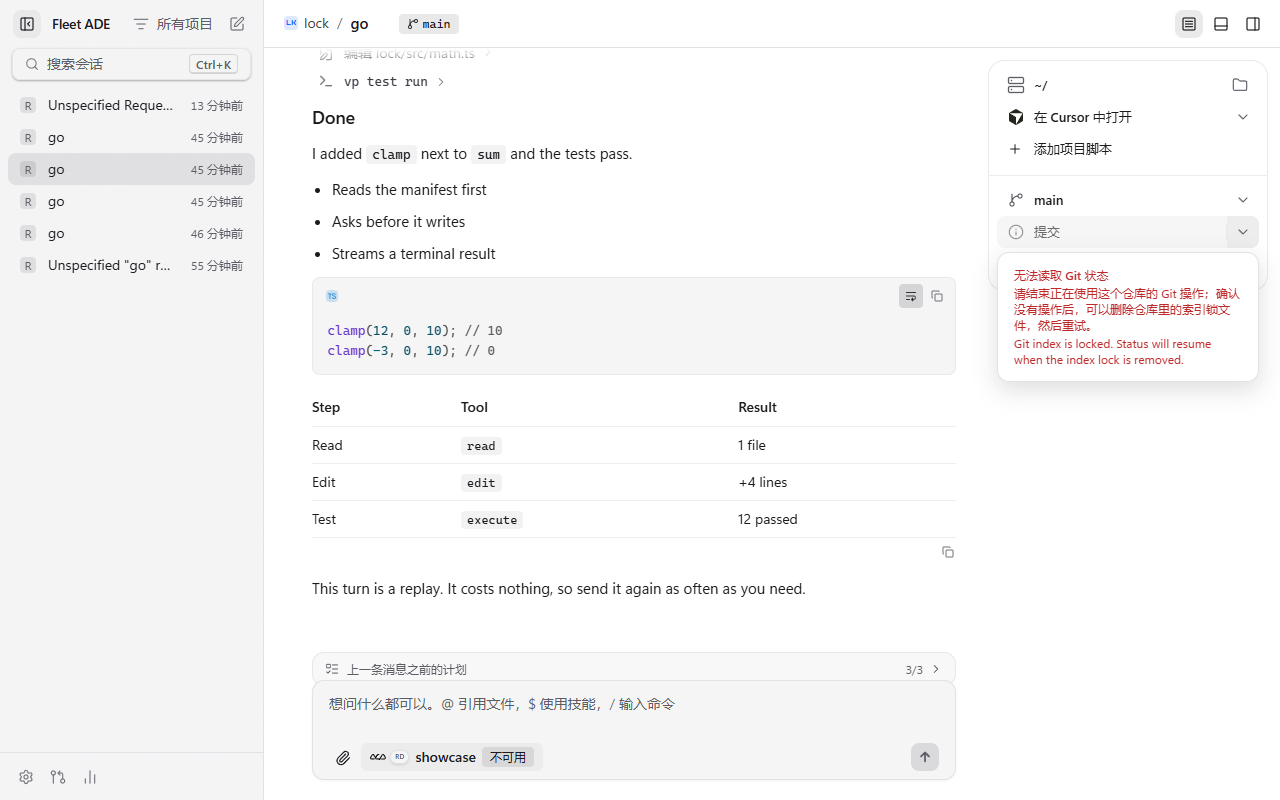 Fleet ADE
所有项目
搜索会话
Ctrl+K
R Unspecified Reque... 13 分钟前
R go 45 分钟前
R go 45 分钟前
R go 45 分钟前
R go 46 分钟前
R Unspecified "go" r... 55 分钟前
LK lock / go
main
编辑 lock/src/math.ts
vp test run
Done
I added clamp next to sum and the tests pass.
• Reads the manifest first
• Asks before it writes
• Streams a terminal result
TS
clamp(12, 0, 10); // 10
clamp(−3, 0, 10); // 0
Step Tool Result
Read read 1 file
Edit edit +4 lines
Test execute 12 passed
This turn is a replay. It costs nothing, so send it again as often as you need.
上一条消息之前的计划 3/3
想问什么都可以。@ 引用文件，$ 使用技能，/ 输入命令
RD showcase 不可用
~/
在 Cursor 中打开
添加项目脚本
main
提交
无法读取 Git 状态
请结束正在使用这个仓库的 Git 操作；确认
没有操作后，可以删除仓库里的索引锁文
件，然后重试。
Git index is locked. Status will resume
when the index lock is removed.